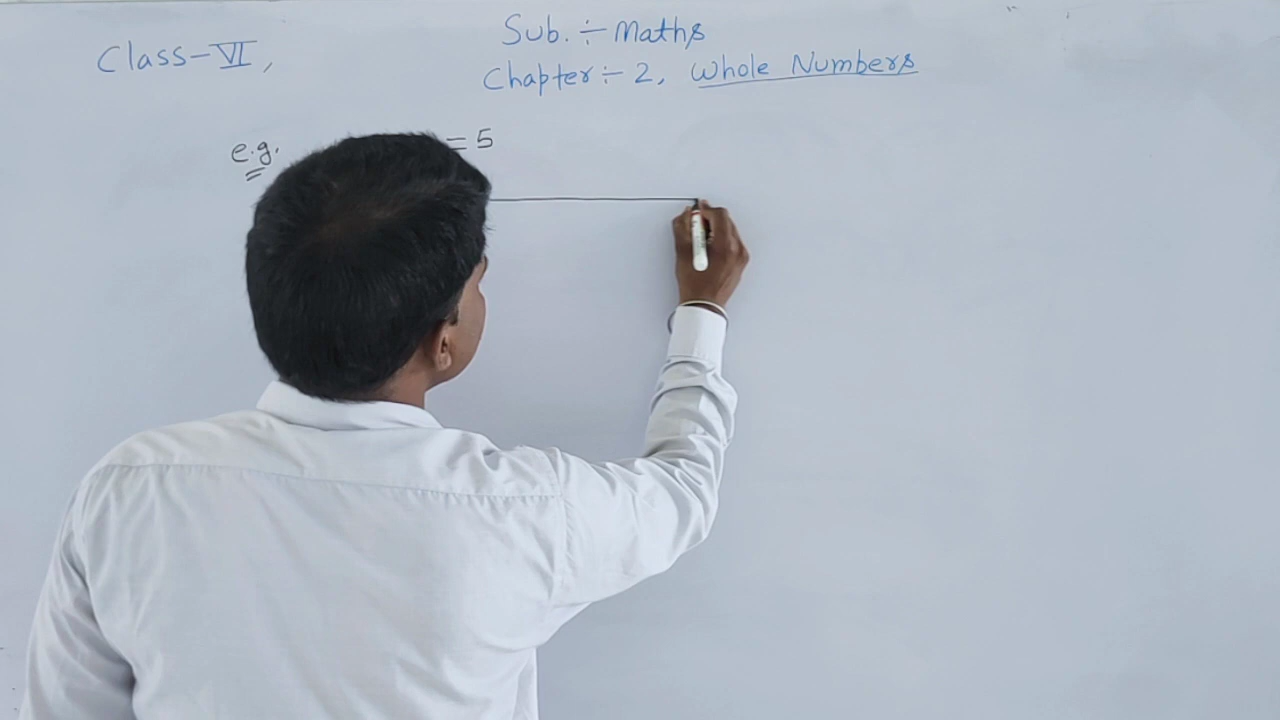 Class-VI,
Sub. ÷ Maths
Chapter ÷ 2, Whole Numbers
e.g. = 5